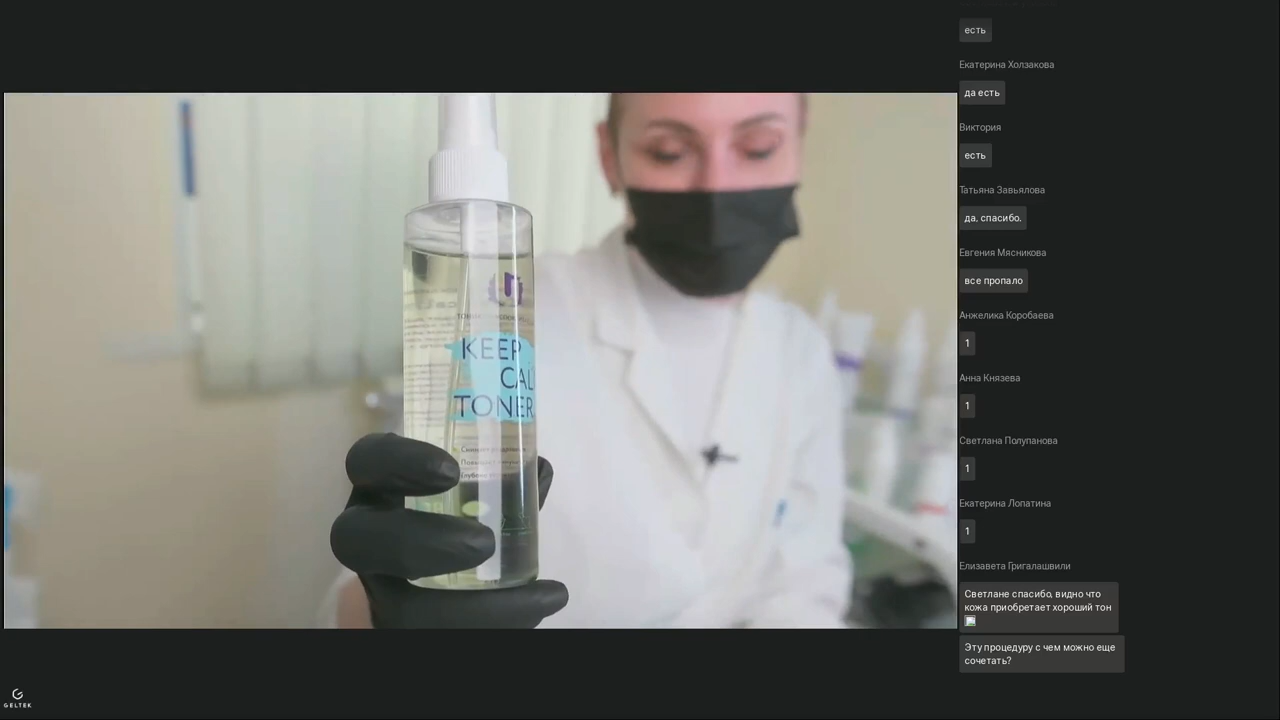 KEEP
CAL
TONER
есть
Екатерина Холзакова
да есть
Виктория
есть
Татьяна Завьялова
да, спасибо.
Евгения Мясникова
все пропало
Анжелика Коробаева
1
Анна Князева
1
Светлана Полупанова
1
Екатерина Лопатина
1
Елизавета Григалашвили
Светлане спасибо, видно что
кожа приобретает хороший тон
Эту процедуру с чем можно еще
сочетать?
GELTEK